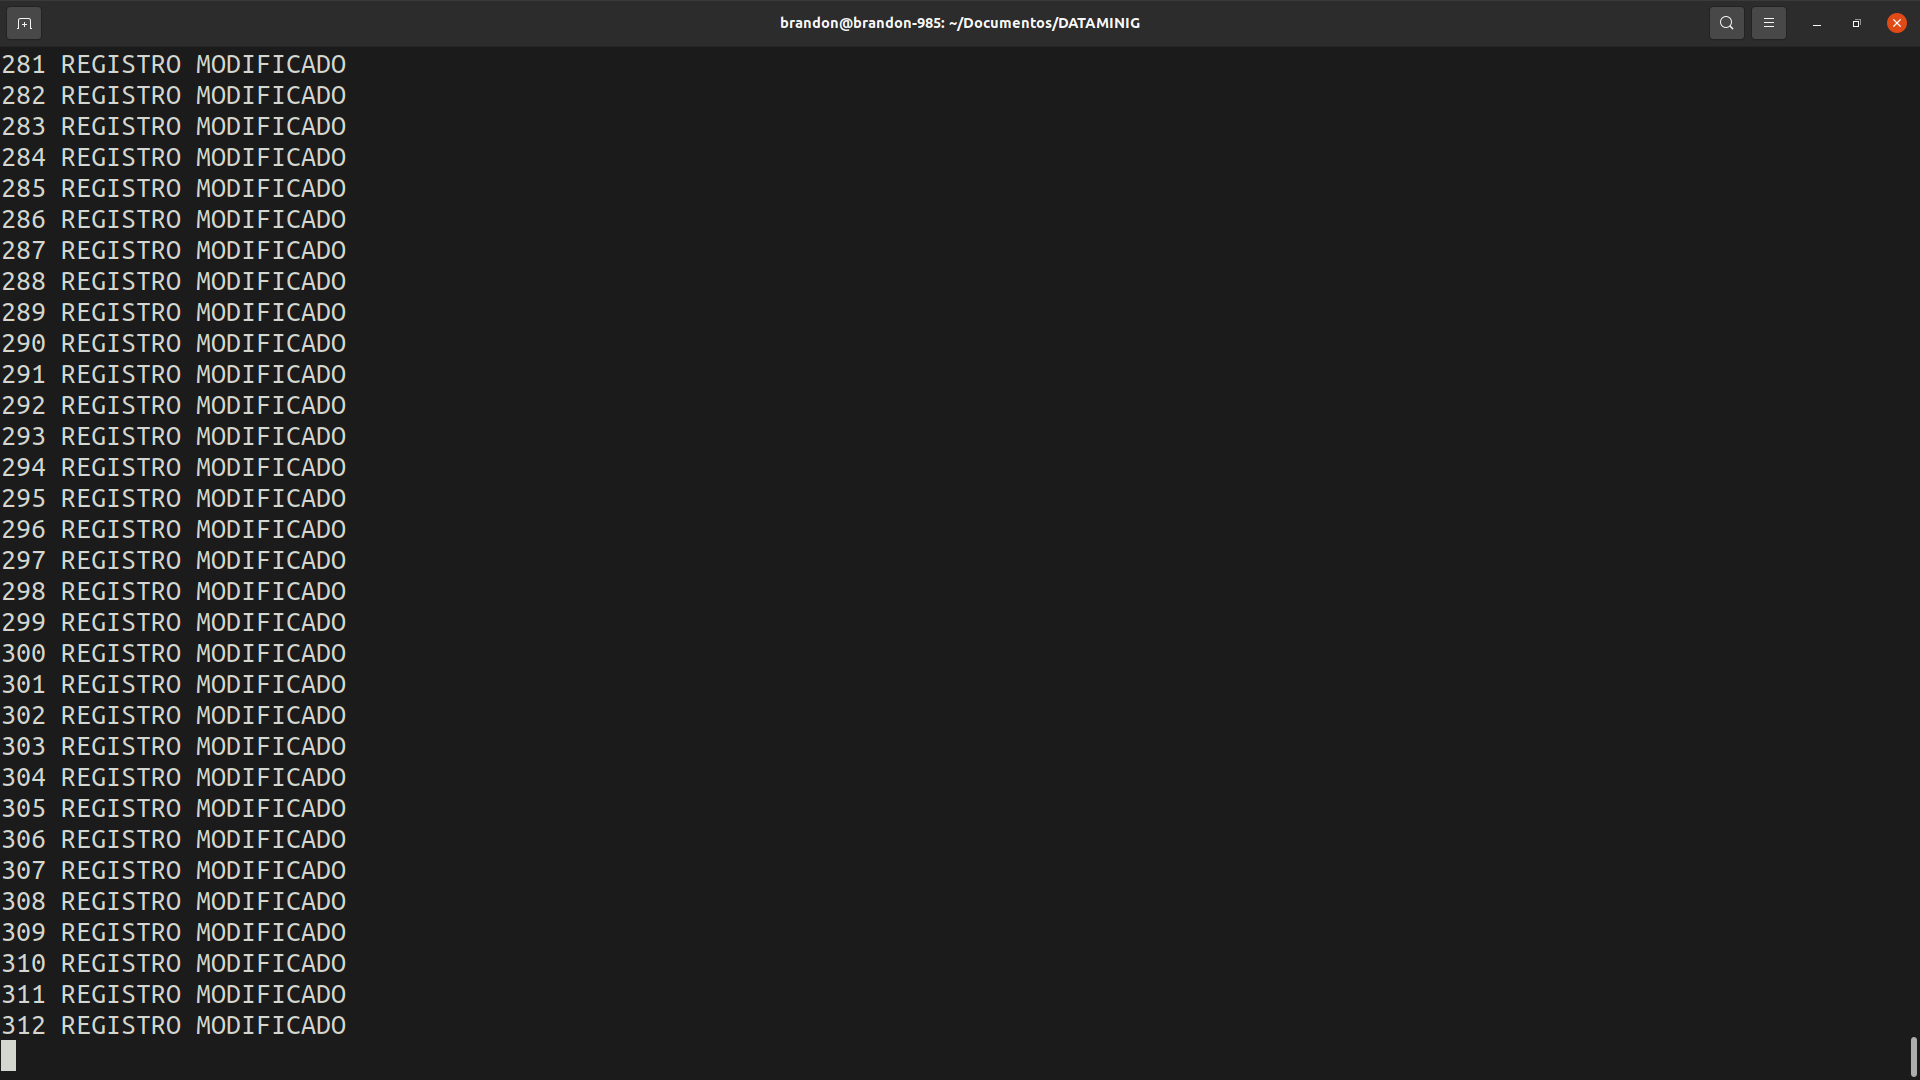 brandon@brandon-985: ~/Documentos/DATAMINIG
281 REGISTRO MODIFICADO
282 REGISTRO MODIFICADO
283 REGISTRO MODIFICADO
284 REGISTRO MODIFICADO
285 REGISTRO MODIFICADO
286 REGISTRO MODIFICADO
287 REGISTRO MODIFICADO
288 REGISTRO MODIFICADO
289 REGISTRO MODIFICADO
290 REGISTRO MODIFICADO
291 REGISTRO MODIFICADO
292 REGISTRO MODIFICADO
293 REGISTRO MODIFICADO
294 REGISTRO MODIFICADO
295 REGISTRO MODIFICADO
296 REGISTRO MODIFICADO
297 REGISTRO MODIFICADO
298 REGISTRO MODIFICADO
299 REGISTRO MODIFICADO
300 REGISTRO MODIFICADO
301 REGISTRO MODIFICADO
302 REGISTRO MODIFICADO
303 REGISTRO MODIFICADO
304 REGISTRO MODIFICADO
305 REGISTRO MODIFICADO
306 REGISTRO MODIFICADO
307 REGISTRO MODIFICADO
308 REGISTRO MODIFICADO
309 REGISTRO MODIFICADO
310 REGISTRO MODIFICADO
311 REGISTRO MODIFICADO
312 REGISTRO MODIFICADO